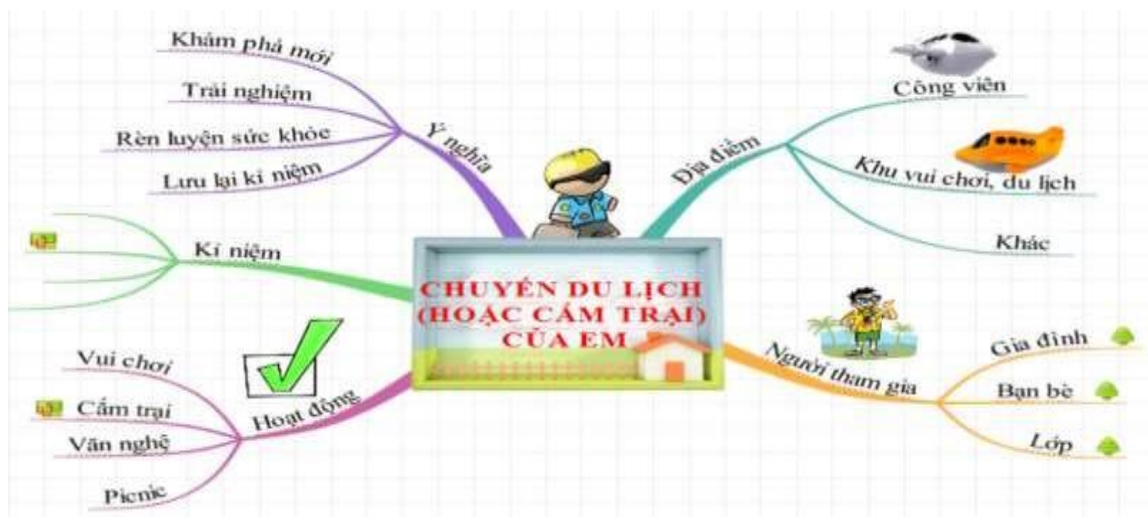 CHUYẾN DU LỊCH
(HOẶC CẮM TRẠI)
CỦA EM
Ý nghĩa
Khám phá mới
Trải nghiệm
Rèn luyện sức khỏe
Lưu lại kỉ niệm
Địa điểm
Công viên
Khu vui chơi, du lịch
Khác
Kỉ niệm
Người tham gia
Gia đình
Bạn bè
Lớp
Hoạt động
Vui chơi
Cắm trại
Văn nghệ
Picnic